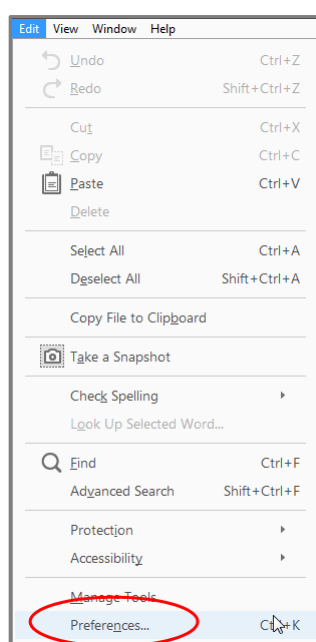 Edit View Window Help
Undo Ctrl+Z
Redo Shift+Ctrl+Z
Cut Ctrl+X
Copy Ctrl+C
Paste Ctrl+V
Delete
Select All Ctrl+A
Deselect All Shift+Ctrl+A
Copy File to Clipboard
Take a Snapshot
Check Spelling
Look Up Selected Word...
Find Ctrl+F
Advanced Search Shift+Ctrl+F
Protection
Accessibility
Manage Tools
Preferences... Ctrl+K